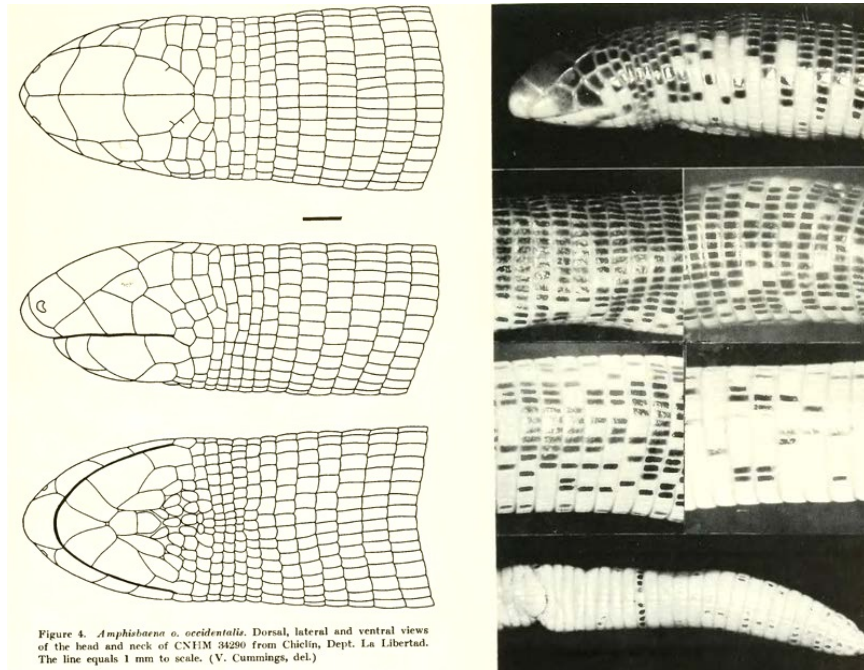 Figure 4. Amphisbaena o. occidentalis. Dorsal, lateral and ventral views
of the head and neck of CNHM 34290 from Chiclín, Dept. La Libertad.
The line equals 1 mm to scale. (V. Cummings, del.)